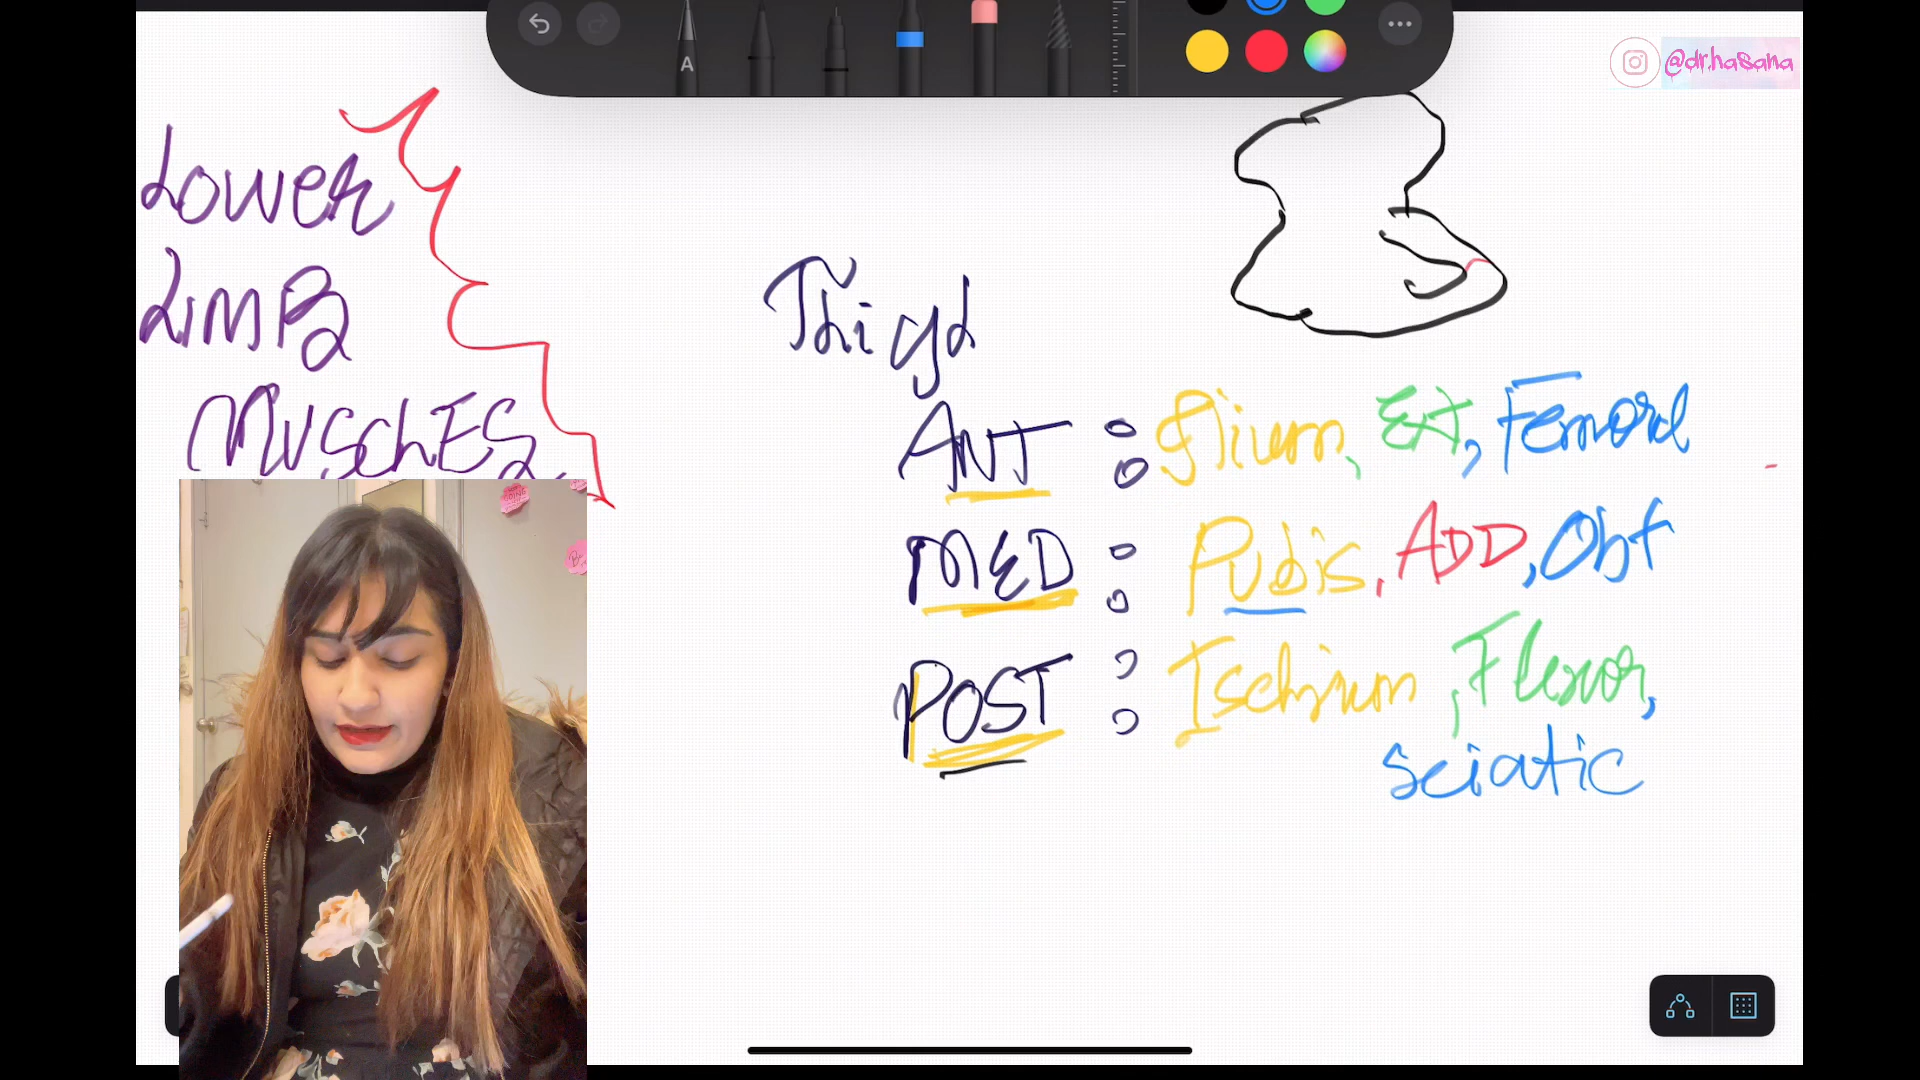 @dr.hasana
Lower
Limb
Muscles
Thigh
ANT : Ilium, Ext, Femoral
MED : Pubis, ADD, Obt
POST : Ischium, Flexor,
sciatic
A